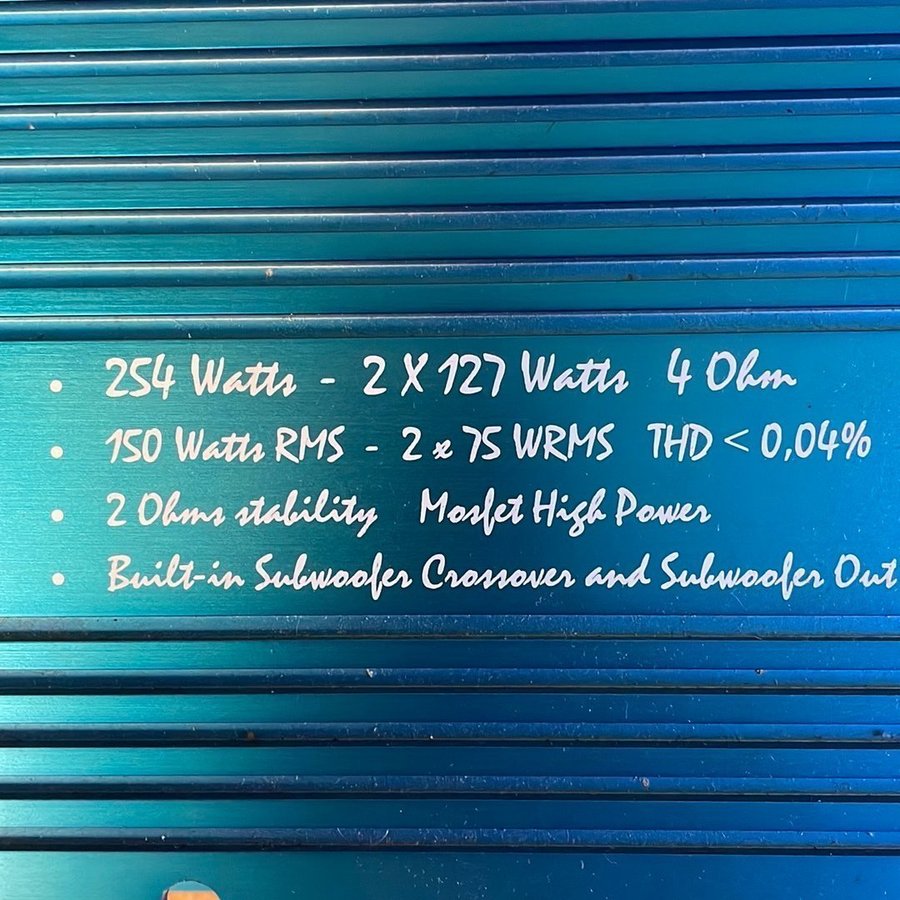 • 254 Watts - 2 X 127 Watts 4 Ohm
• 150 Watts RMS - 2 x 75 WRMS THD < 0,04%
• 2 Ohms stability Mosfet High Power
• Built-in Subwoofer Crossover and Subwoofer Out